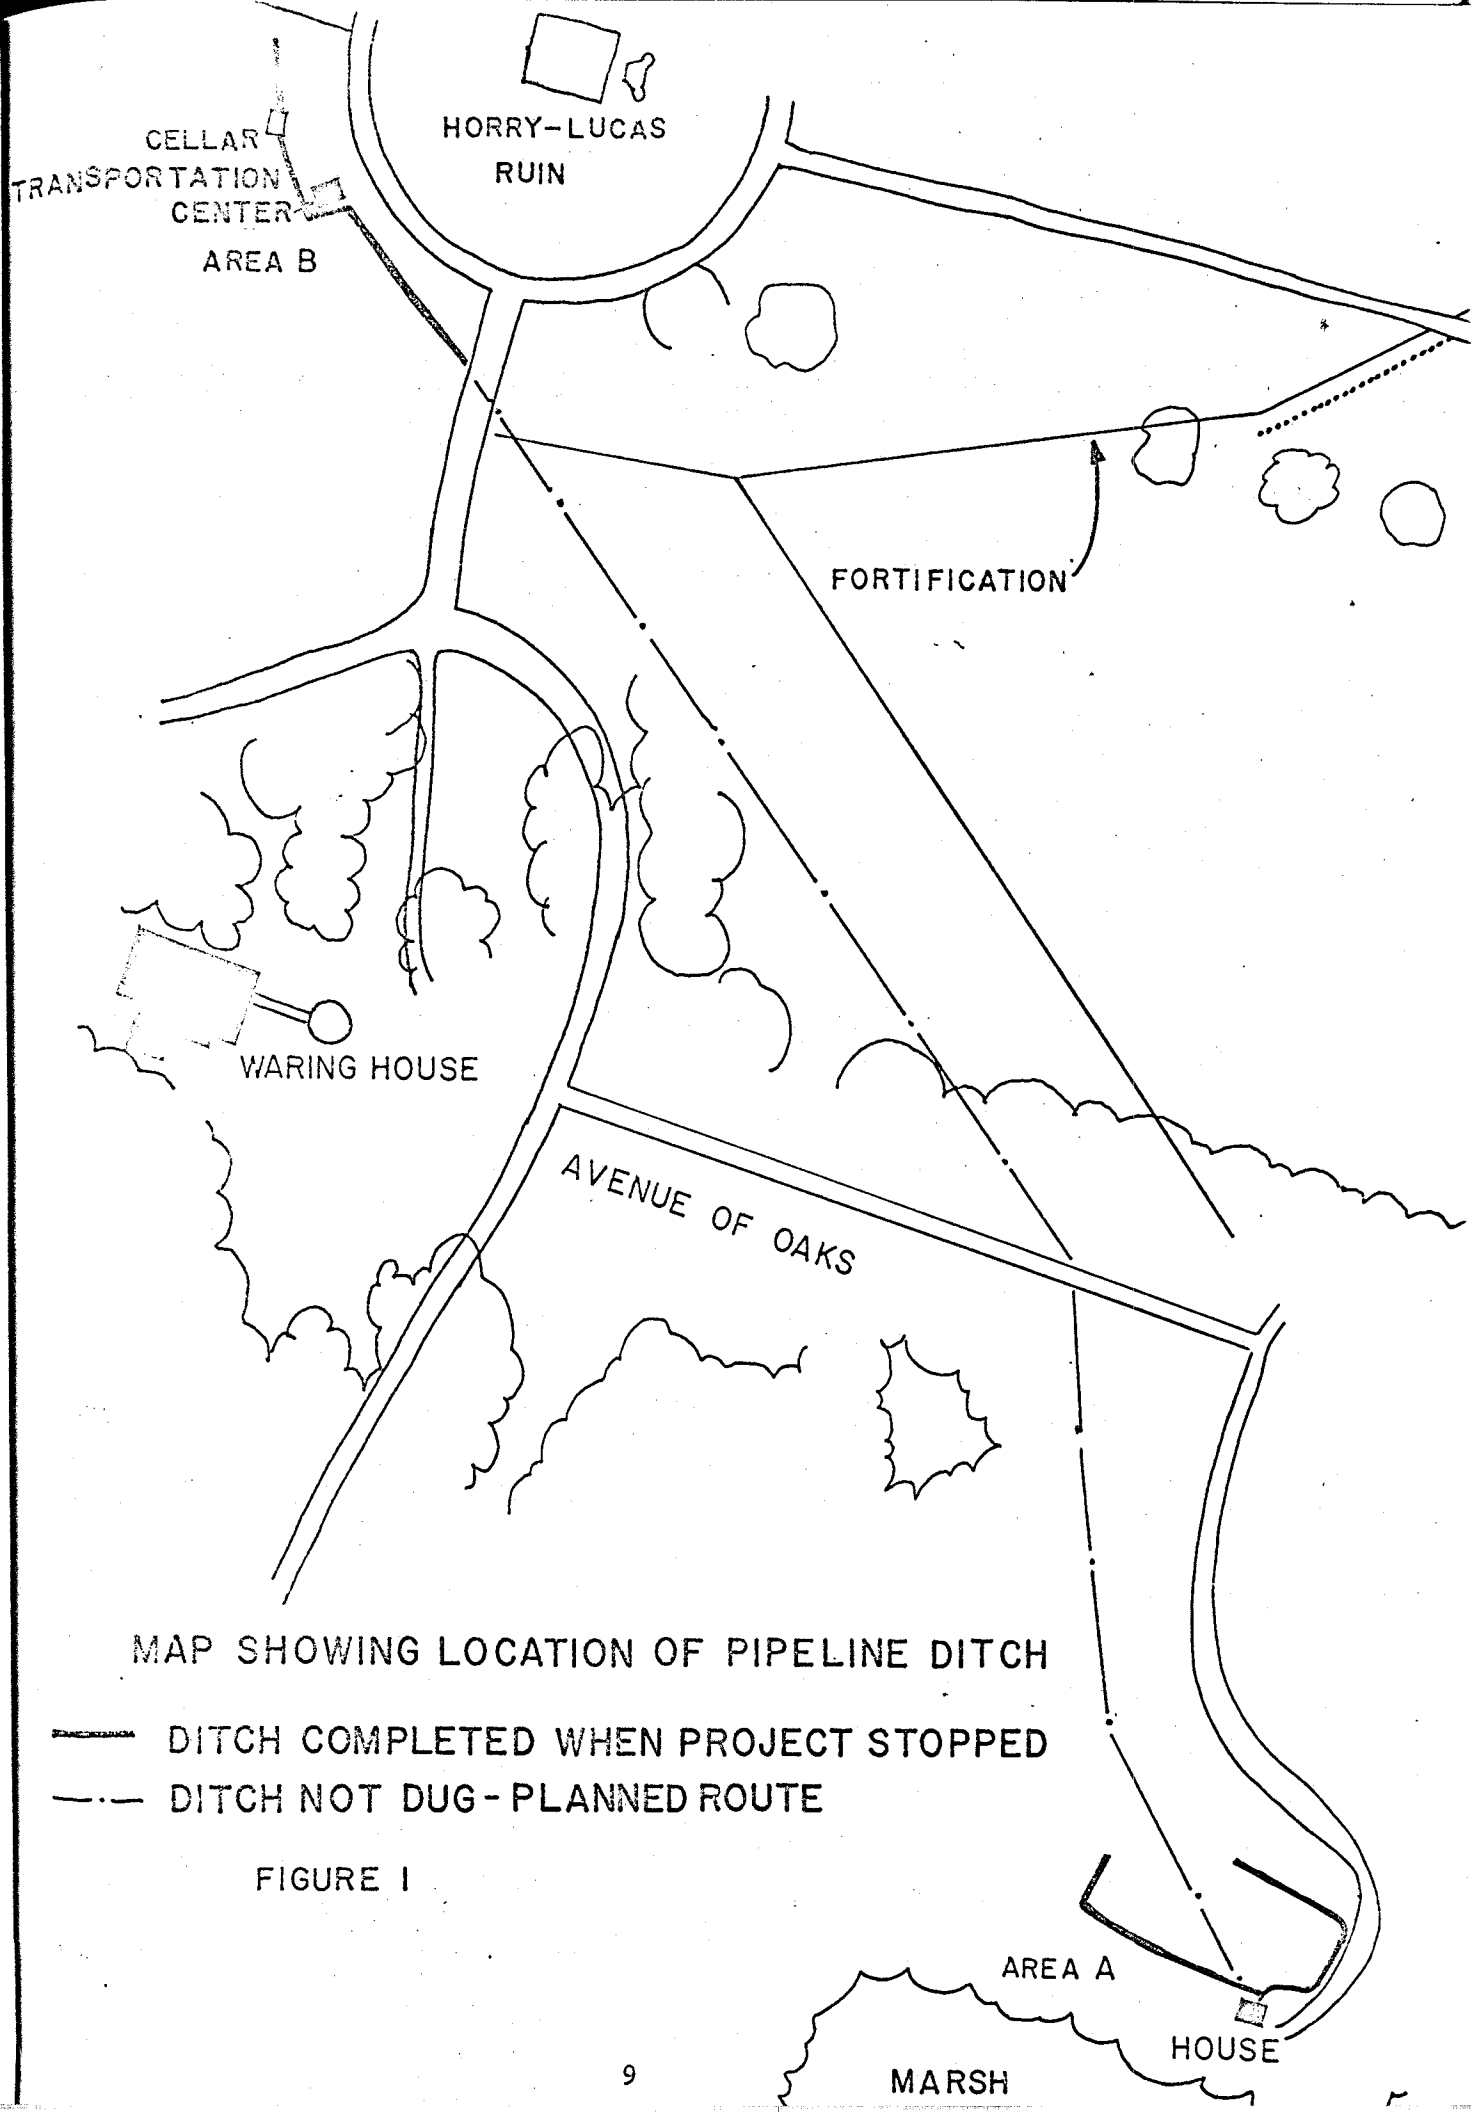 HORRY-LUCAS
RUIN
CELLAR
TRANSPORTATION
CENTER
AREA B
FORTIFICATION
WARING HOUSE
AVENUE OF OAKS
MAP SHOWING LOCATION OF PIPELINE DITCH
DITCH COMPLETED WHEN PROJECT STOPPED
DITCH NOT DUG-PLANNED ROUTE
FIGURE 1
AREA A
HOUSE
MARSH
9